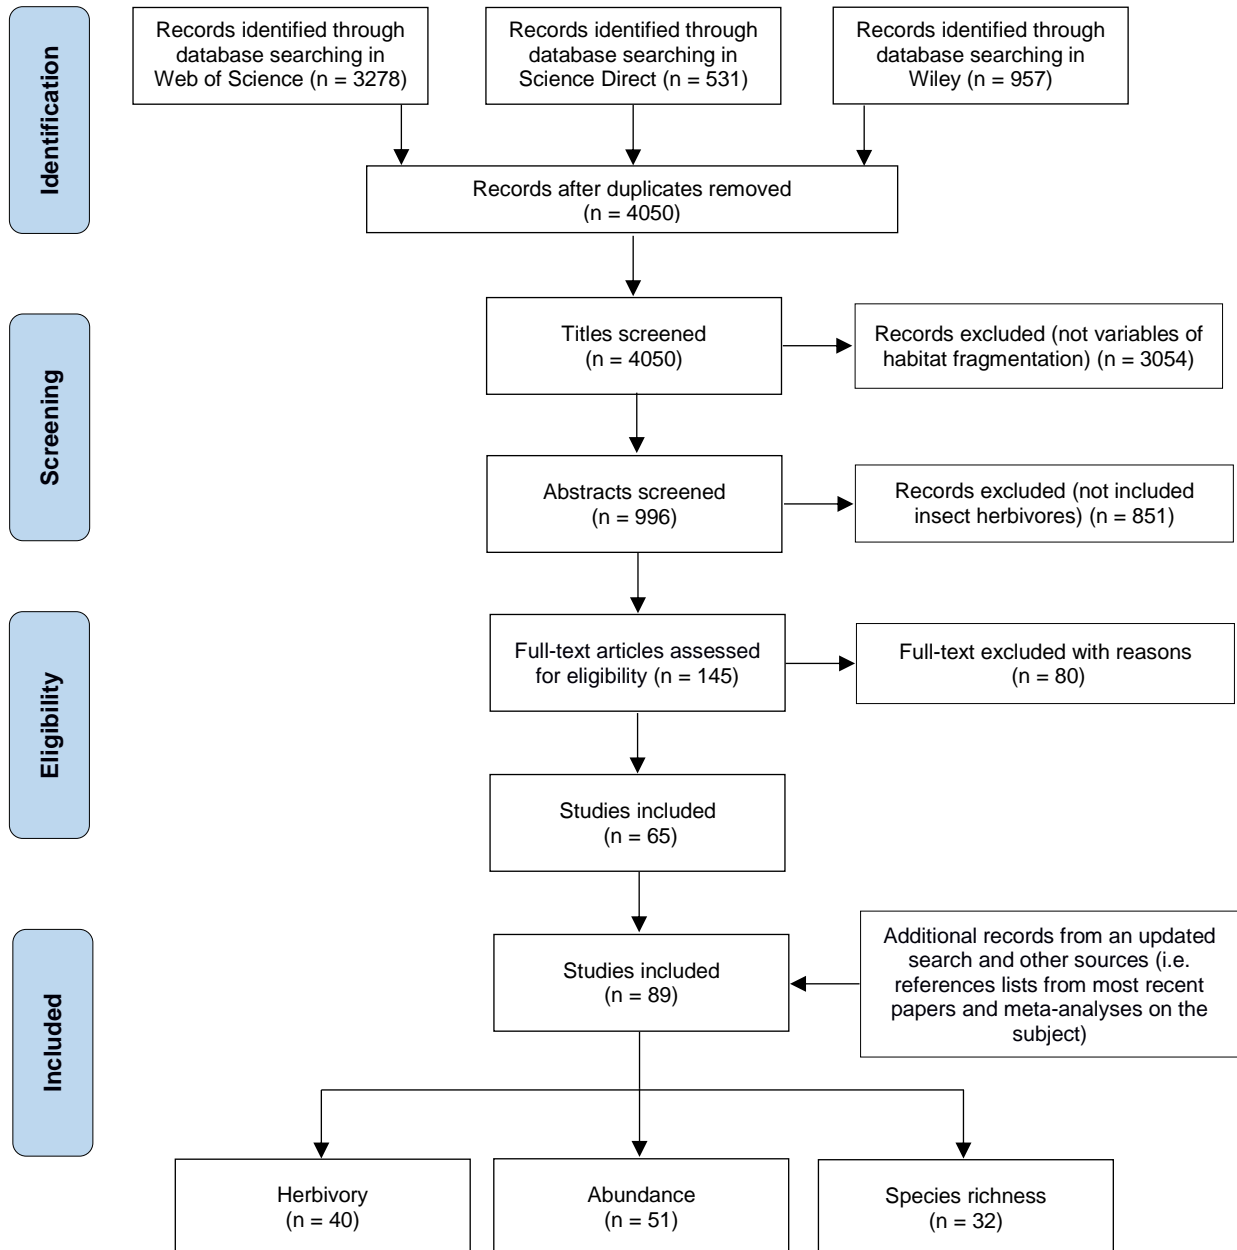 Identification
Records identified through
database searching in
Web of Science (n = 3278)
Records identified through
database searching in
Science Direct (n = 531)
Records identified through
database searching in
Wiley (n = 957)
Records after duplicates removed
(n = 4050)
Screening
Titles screened
(n = 4050)
Records excluded (not variables of
habitat fragmentation) (n = 3054)
Abstracts screened
(n = 996)
Records excluded (not included
insect herbivores) (n = 851)
Eligibility
Full-text articles assessed
for eligibility (n = 145)
Full-text excluded with reasons
(n = 80)
Studies included
(n = 65)
Included
Studies included
(n = 89)
Additional records from an updated
search and other sources (i.e.
references lists from most recent
papers and meta-analyses on the
subject)
Herbivory
(n = 40)
Abundance
(n = 51)
Species richness
(n = 32)